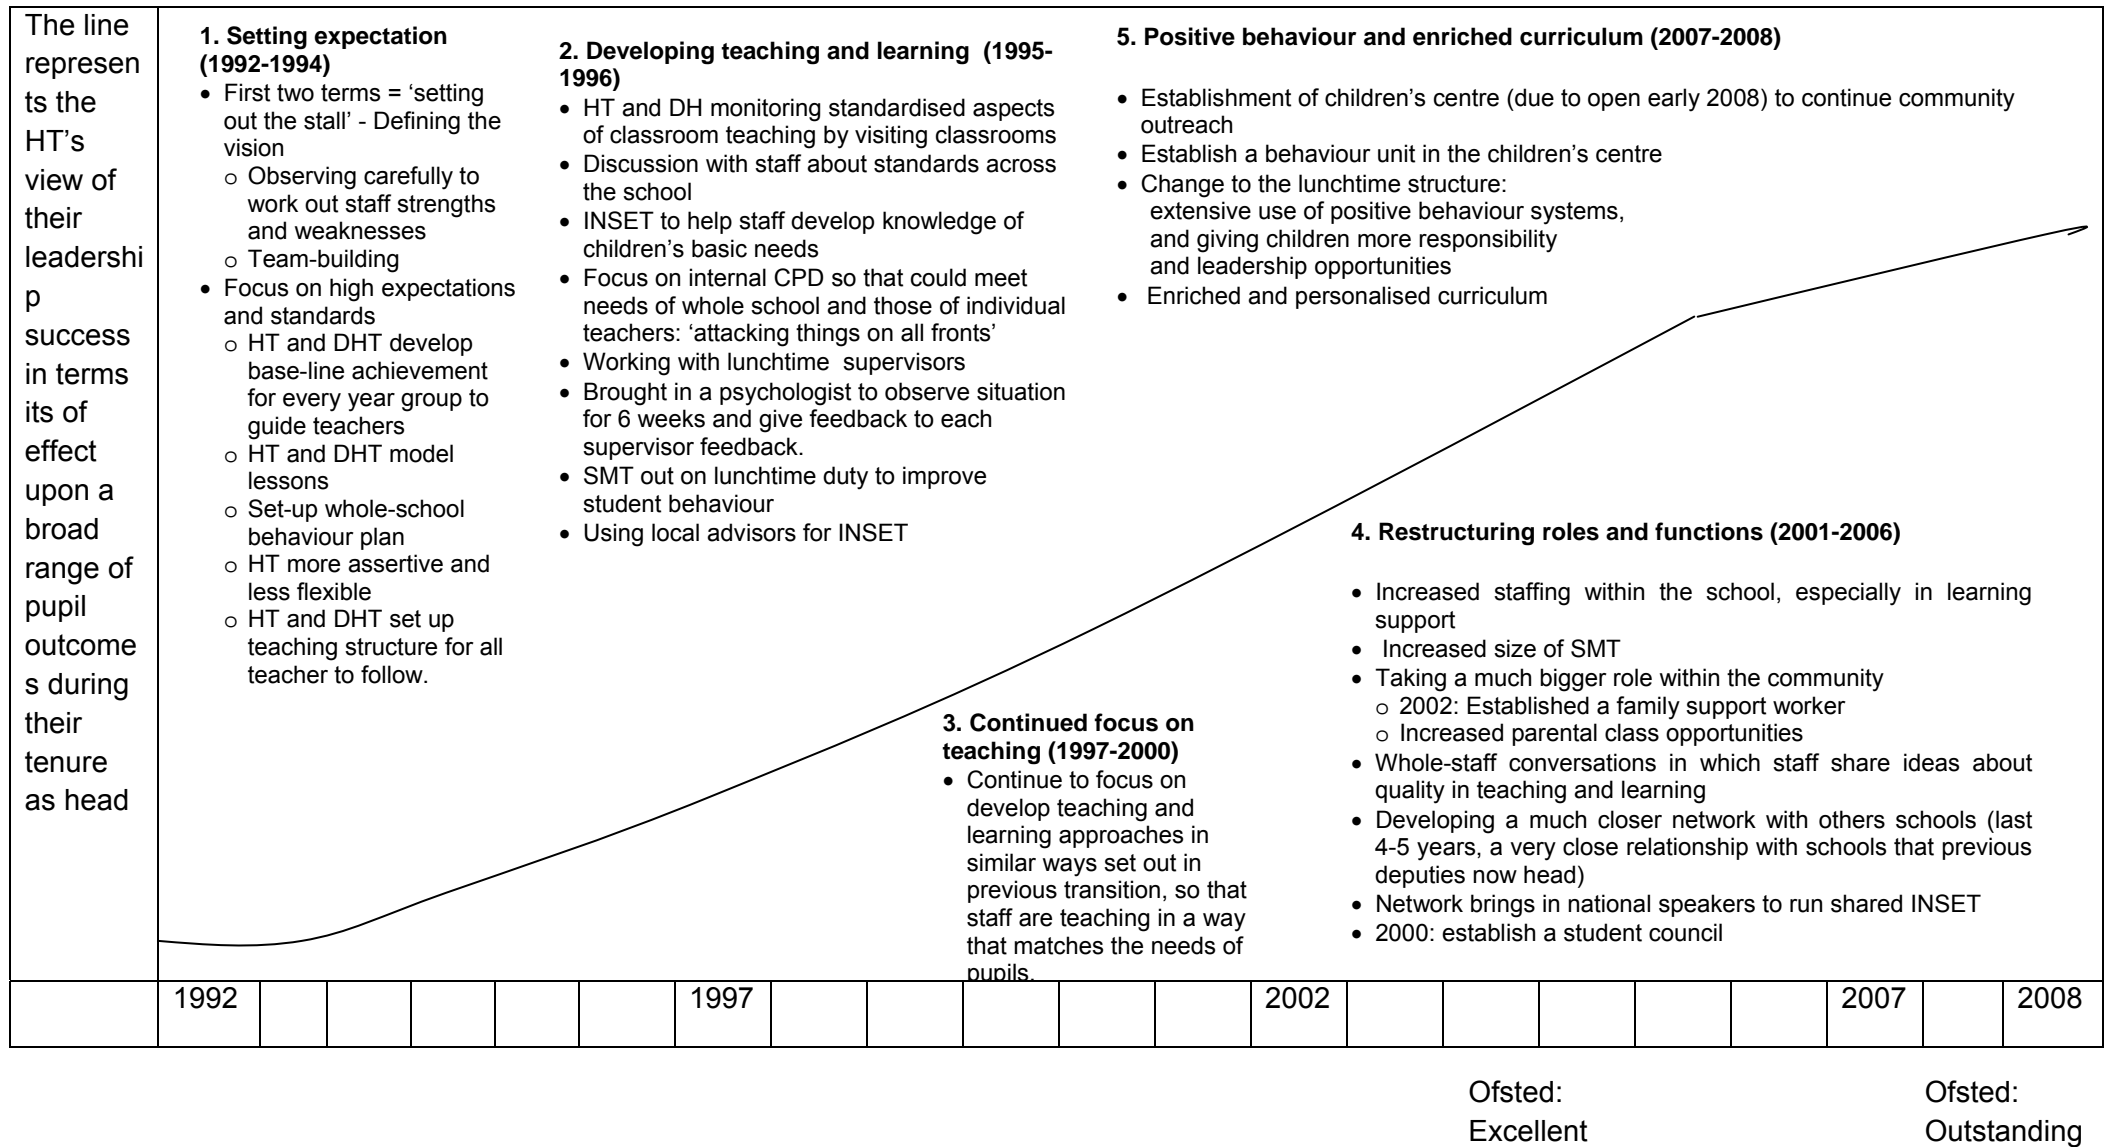 The line
represen
ts the
HT's
view of
their
leadershi
p
success
in terms
its of
effect
upon a
broad
range of
pupil
outcome
s during
their
tenure
as head
1. Setting expectation
(1992-1994)
• First two terms = ‘setting
out the stall’ - Defining the
vision
o Observing carefully to
work out staff strengths
and weaknesses
o Team-building
• Focus on high expectations
and standards
o HT and DHT develop
base-line achievement
for every year group to
guide teachers
o HT and DHT model
lessons
o Set-up whole-school
behaviour plan
o HT more assertive and
less flexible
o HT and DHT set up
teaching structure for all
teacher to follow.
2. Developing teaching and learning (1995-
1996)
• HT and DH monitoring standardised aspects
of classroom teaching by visiting classrooms
• Discussion with staff about standards across
the school
• INSET to help staff develop knowledge of
children’s basic needs
• Focus on internal CPD so that could meet
needs of whole school and those of individual
teachers: ‘attacking things on all fronts’
• Working with lunchtime supervisors
• Brought in a psychologist to observe situation
for 6 weeks and give feedback to each
supervisor feedback.
• SMT out on lunchtime duty to improve
student behaviour
• Using local advisors for INSET
3. Continued focus on
teaching (1997-2000)
• Continue to focus on
develop teaching and
learning approaches in
similar ways set out in
previous transition, so that
staff are teaching in a way
that matches the needs of
pupils.
5. Positive behaviour and enriched curriculum (2007-2008)
• Establishment of children’s centre (due to open early 2008) to continue community
outreach
• Establish a behaviour unit in the children’s centre
• Change to the lunchtime structure:
extensive use of positive behaviour systems,
and giving children more responsibility
and leadership opportunities
• Enriched and personalised curriculum
4. Restructuring roles and functions (2001-2006)
• Increased staffing within the school, especially in learning
support
• Increased size of SMT
• Taking a much bigger role within the community
o 2002: Established a family support worker
o Increased parental class opportunities
• Whole-staff conversations in which staff share ideas about
quality in teaching and learning
• Developing a much closer network with others schools (last
4-5 years, a very close relationship with schools that previous
deputies now head)
• Network brings in national speakers to run shared INSET
• 2000: establish a student council
1992 1997 2002 2007 2008
Ofsted:
Excellent
Ofsted:
Outstanding